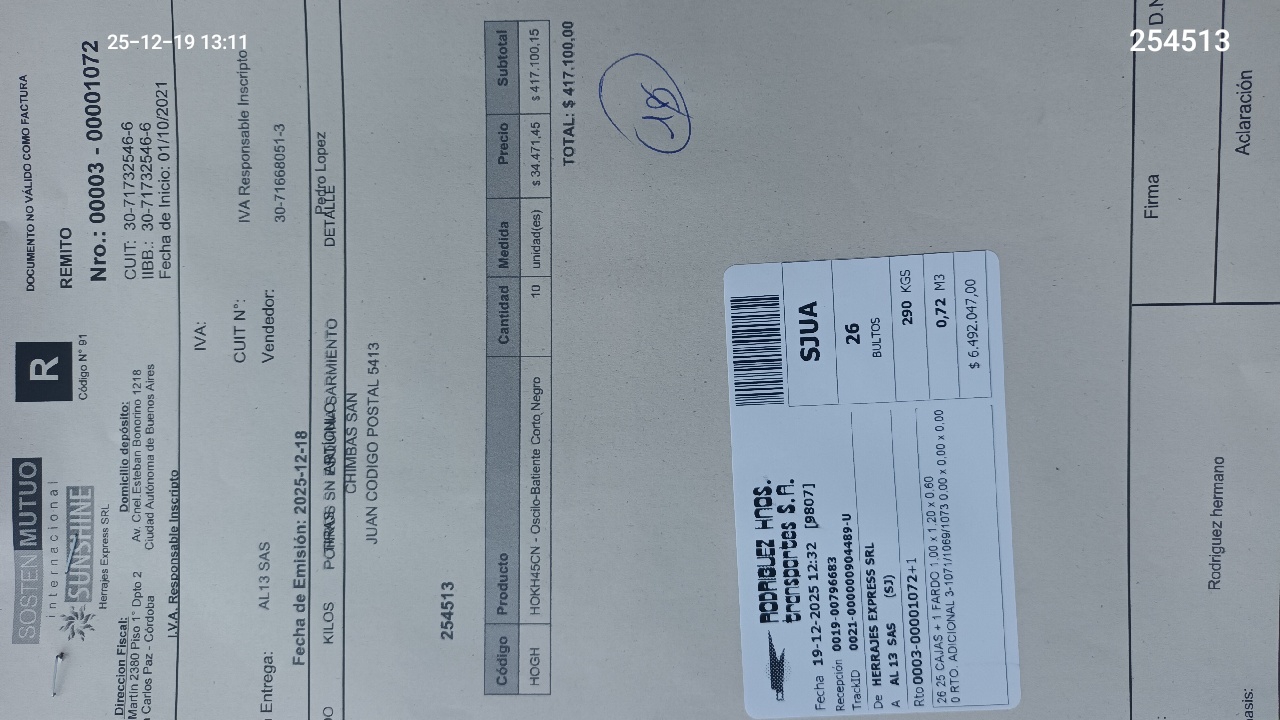 25-12-19 13:11
254513
SOSTENMUTUO
internacional
SUNSHINE
Herrajes Express SRL
R
Código N° 91
DOCUMENTO NO VÁLIDO COMO FACTURA
REMITO
Nro.: 00003 - 00001072
CUIT: 30-71732546-6
IIBB.: 30-71732546-6
Fecha de Inicio: 01/10/2021
Direccion Fiscal:
Martín 2380 Piso 1° Dpto 2
Carlos Paz - Córdoba
Domicilio depósito:
Av. Cnel Esteban Bonorino 1218
Ciudad Autónoma de Buenos Aires
I.V.A. Responsable Inscripto
IVA: IVA Responsable Inscripto
CUIT N°: 30-71668051-3
Entrega: AL13 SAS
Vendedor: Pedro Lopez
Fecha de Emisión: 2025-12-18
KILOS DETALLE
SN SARMIENTO
CHIMBAS SAN
JUAN CODIGO POSTAL 5413
254513
Código Producto Cantidad Medida Precio Subtotal
HOGH HOKH45CN - Oscilo-Batiente Corto Negro 10 unidad(es) $ 34.471,45 $ 417.100,15
TOTAL: $ 417.100,00
18
RODRIGUEZ HNOS.
transportes S.A.
Fecha 19-12-2025 12:32 [9807]
Recepción 0019-00796683
TrackID 0021-000000904489-U
De HERRAJES EXPRESS SRL
A AL 13 SAS (SJ)
Rto 0003-00001072+1
26 25 CAJAS + 1 FARDO 1.00 x 1.20 x 0.60
0 RTO. ADICIONAL 3-1071/1069/1073 0.00 x 0.00 x 0.00
SJUA
26
BULTOS
290 KGS
0,72 M3
$ 6.492.047,00
Firma
Aclaración
Rodriguez hermano